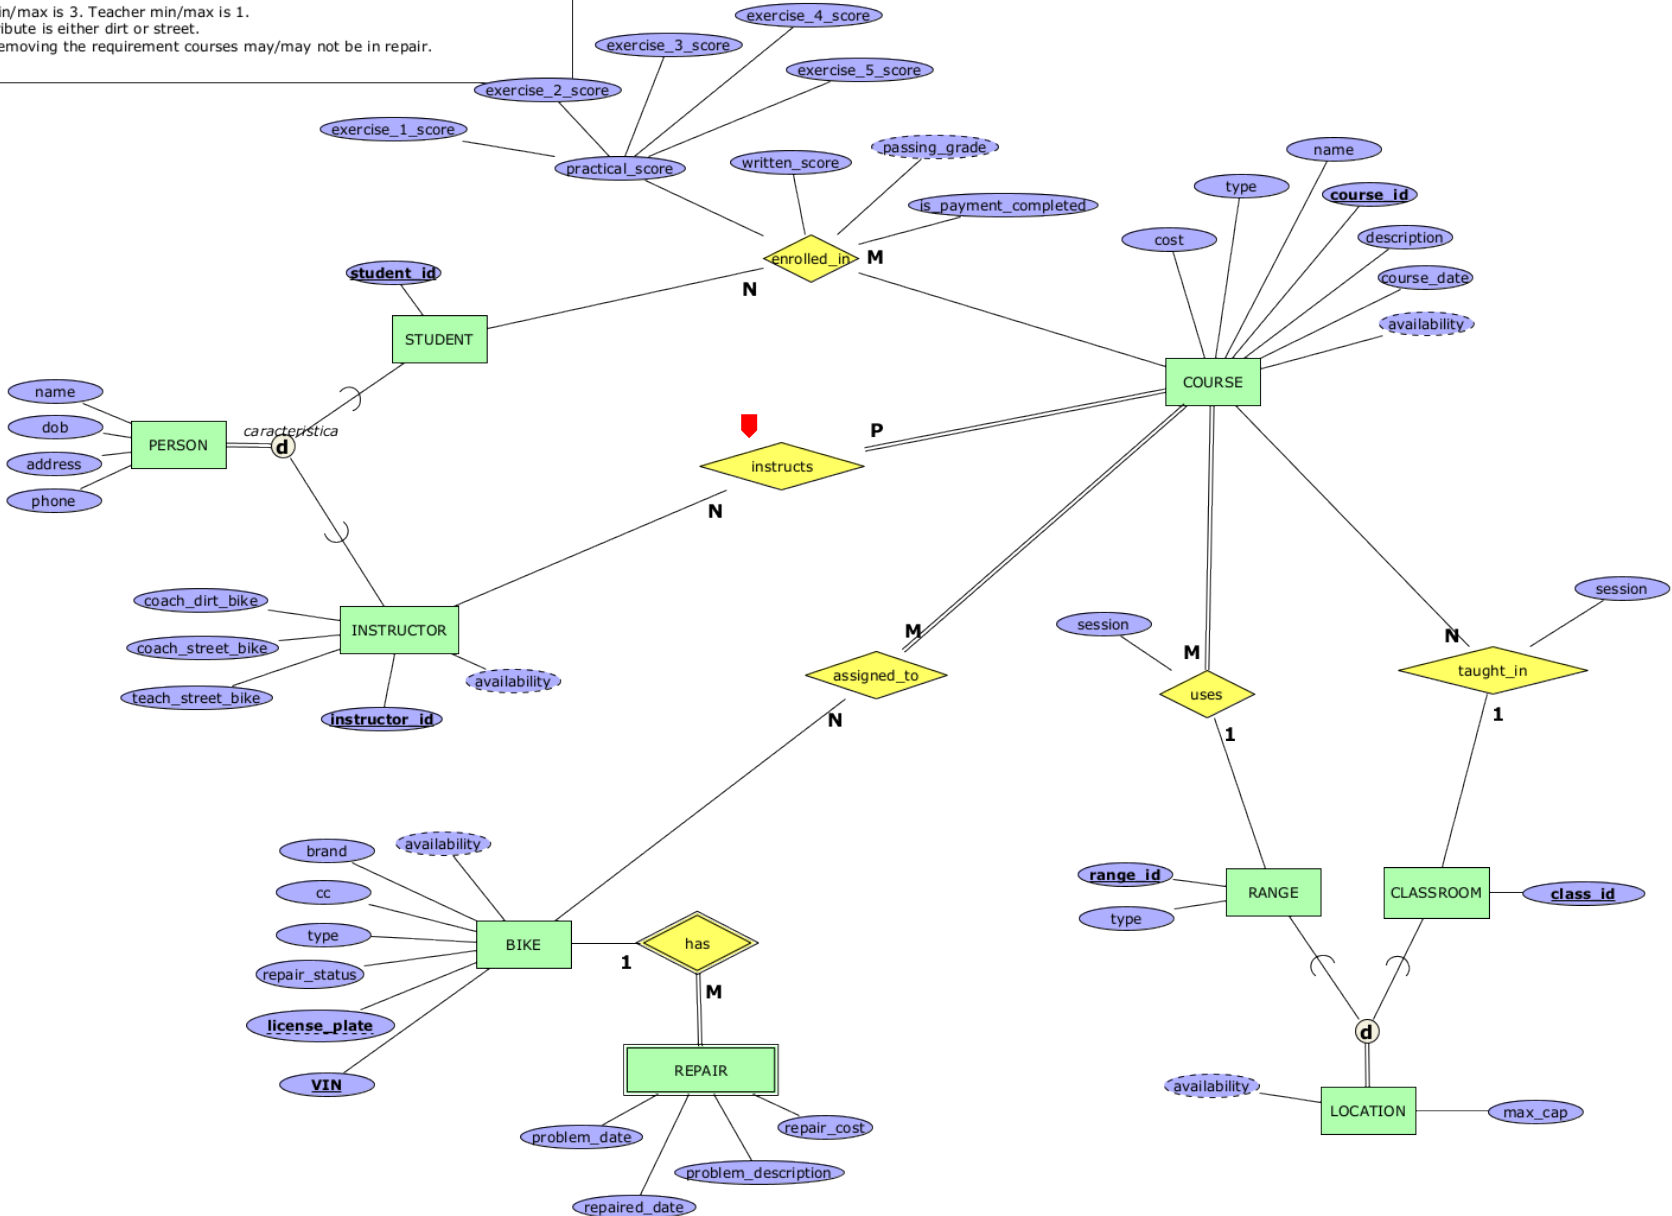 in/max is 3. Teacher min/max is 1.
ribute is either dirt or street.
emoving the requirement courses may/may not be in repair.
exercise_4_score
exercise_3_score
exercise_5_score
exercise_2_score
exercise_1_score
practical_score
written_score
passing_grade
is_payment_completed
name
type
course_id
cost
description
course_date
availability
enrolled_in
M
N
student_id
STUDENT
COURSE
name
dob
address
phone
PERSON
caracteristica
d
P
instructs
N
coach_dirt_bike
coach_street_bike
teach_street_bike
INSTRUCTOR
availability
instructor_id
M
assigned_to
N
session
M
uses
1
session
N
taught_in
1
brand
availability
cc
type
repair_status
license_plate
VIN
BIKE
1
has
M
REPAIR
problem_date
repair_cost
problem_description
repaired_date
range_id
type
RANGE
CLASSROOM
class_id
d
availability
LOCATION
max_cap